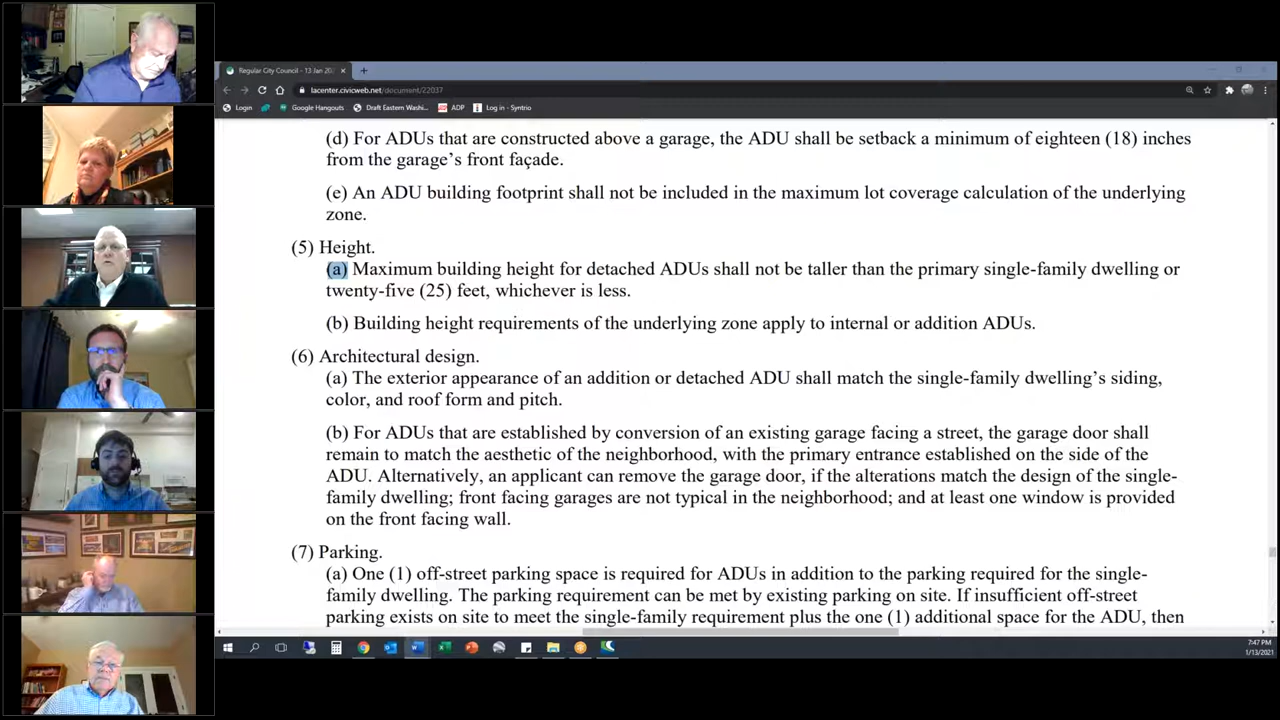 Regular City Council - 13 Jan 20
lacenter.civicweb.net/document/22037
Login Google Hangouts Draft Eastern Washi... ADP Log in - Syntrio
(d) For ADUs that are constructed above a garage, the ADU shall be setback a minimum of eighteen (18) inches
from the garage's front façade.
(e) An ADU building footprint shall not be included in the maximum lot coverage calculation of the underlying
zone.
(5) Height.
(a) Maximum building height for detached ADUs shall not be taller than the primary single-family dwelling or
twenty-five (25) feet, whichever is less.
(b) Building height requirements of the underlying zone apply to internal or addition ADUs.
(6) Architectural design.
(a) The exterior appearance of an addition or detached ADU shall match the single-family dwelling's siding,
color, and roof form and pitch.
(b) For ADUs that are established by conversion of an existing garage facing a street, the garage door shall
remain to match the aesthetic of the neighborhood, with the primary entrance established on the side of the
ADU. Alternatively, an applicant can remove the garage door, if the alterations match the design of the single-
family dwelling; front facing garages are not typical in the neighborhood; and at least one window is provided
on the front facing wall.
(7) Parking.
(a) One (1) off-street parking space is required for ADUs in addition to the parking required for the single-
family dwelling. The parking requirement can be met by existing parking on site. If insufficient off-street
parking exists on site to meet the single-family requirement plus the one (1) additional space for the ADU, then
7:47 PM
1/13/2021